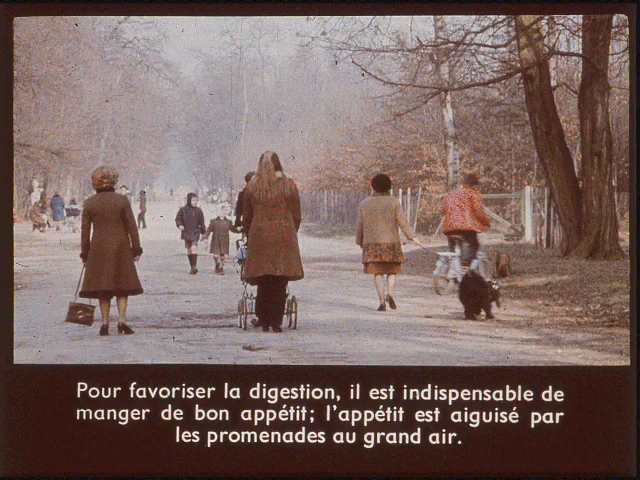 Pour favoriser la digestion, il est indispensable de
manger de bon appétit; l'appétit est aiguisé par
les promenades au grand air.